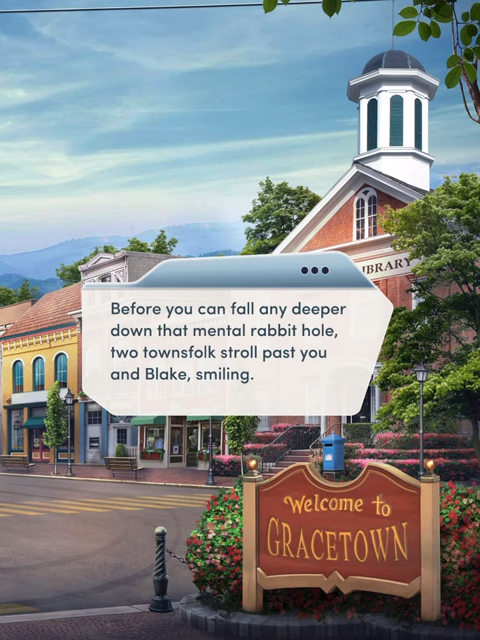 LIBRARY
Before you can fall any deeper
down that mental rabbit hole,
two townsfolk stroll past you
and Blake, smiling.
Welcome to
GRACETOWN